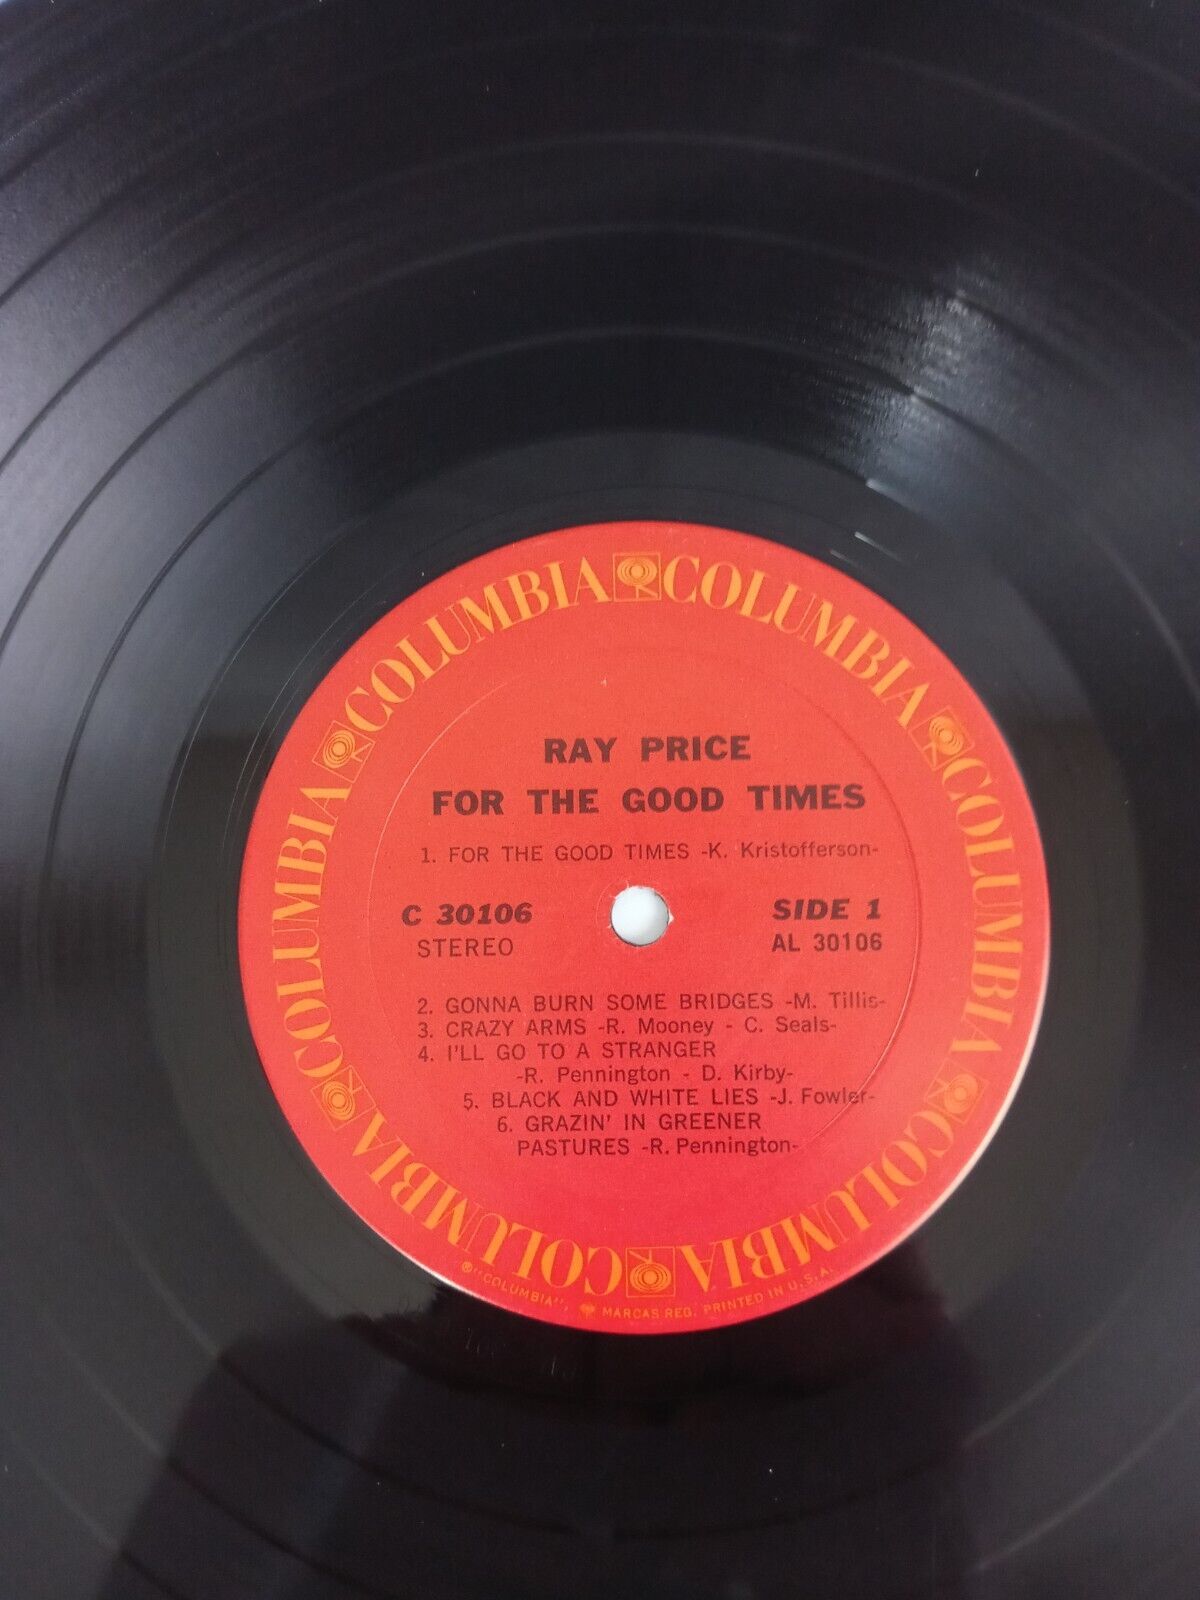 COLUMBIA COLUMBIA COLUMBIA COLUMBIA COLUMBIA COLUMBIA
RAY PRICE
FOR THE GOOD TIMES
1. FOR THE GOOD TIMES -K. Kristofferson-
C 30106
STEREO
SIDE 1
AL 30106
2. GONNA BURN SOME BRIDGES -M. Tillis-
3. CRAZY ARMS -R. Mooney - C. Seals-
4. I'LL GO TO A STRANGER
-R. Pennington - D. Kirby-
5. BLACK AND WHITE LIES -J. Fowler-
6. GRAZIN' IN GREENER
PASTURES -R. Pennington-
®"COLUMBIA", MARCAS REG. PRINTED IN U.S.A.